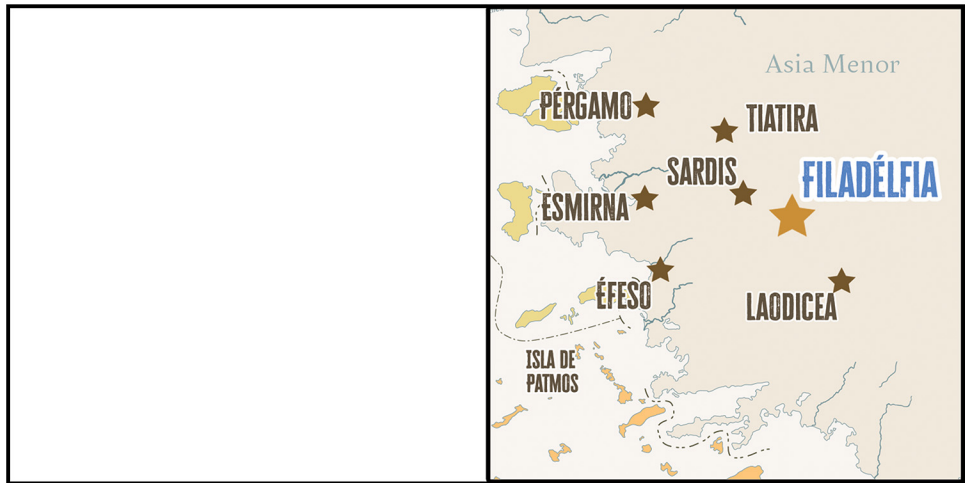 Asia Menor
PÉRGAMO
TIATIRA
SARDIS
FILADÉLFIA
ESMIRNA
ÉFESO
LAODICEA
ISLA DE
PATMOS